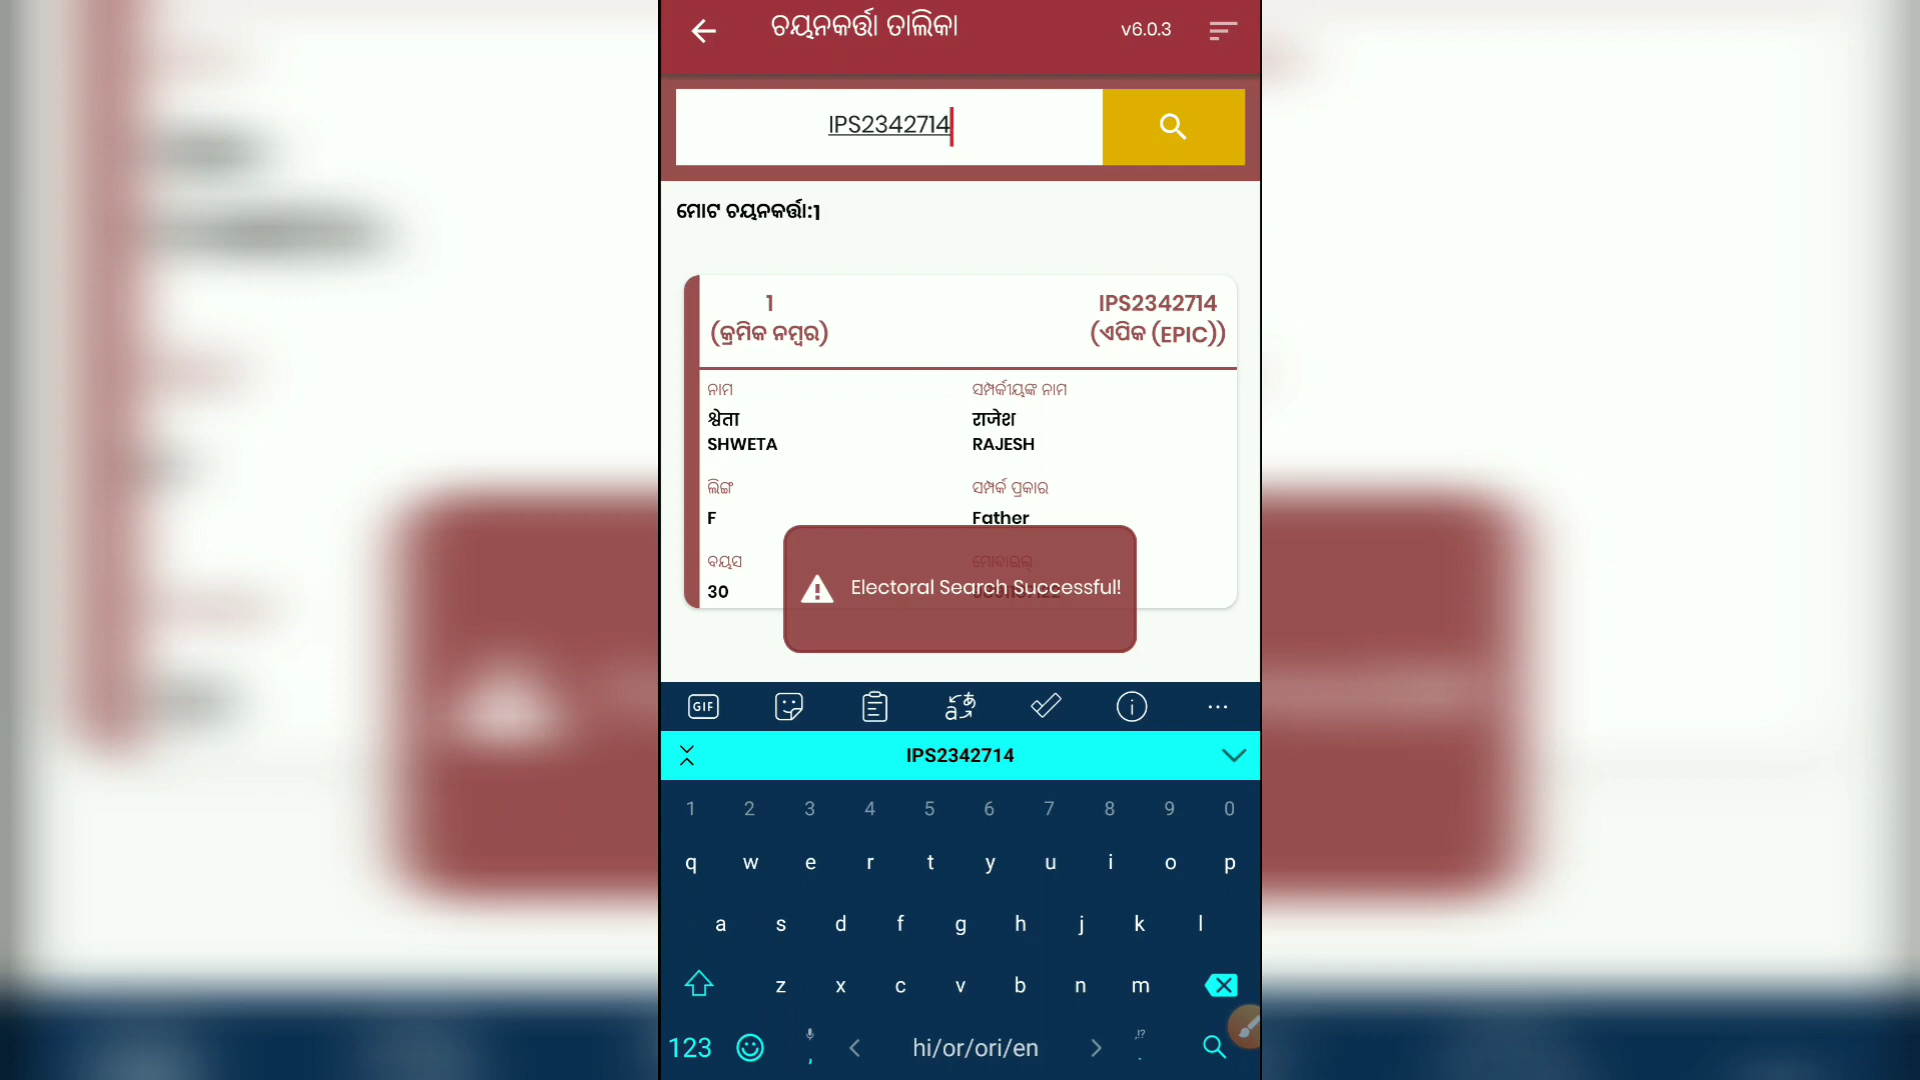 ଚୟନକର୍ତ୍ତା ତାଲିକା
v6.0.3
IPS2342714
ମୋଟ ଚୟନକର୍ତ୍ତା:1
1
IPS2342714
(କ୍ରମିକ ନମ୍ବର)
(ଏପିକ (EPIC))
ନାମ
ସମ୍ପର୍କୀୟଙ୍କ ନାମ
श्वेता
राजेश
SHWETA
RAJESH
ଲିଙ୍ଗ
ସମ୍ପର୍କ ପ୍ରକାର
F
Father
ବୟସ
ମୋବାଇଲ୍
30
Electoral Search Successful!
GIF
IPS2342714
1 2 3 4 5 6 7 8 9 0
q w e r t y u i o p
a s d f g h j k l
z x c v b n m
123
, hi/or/ori/en .
,!?